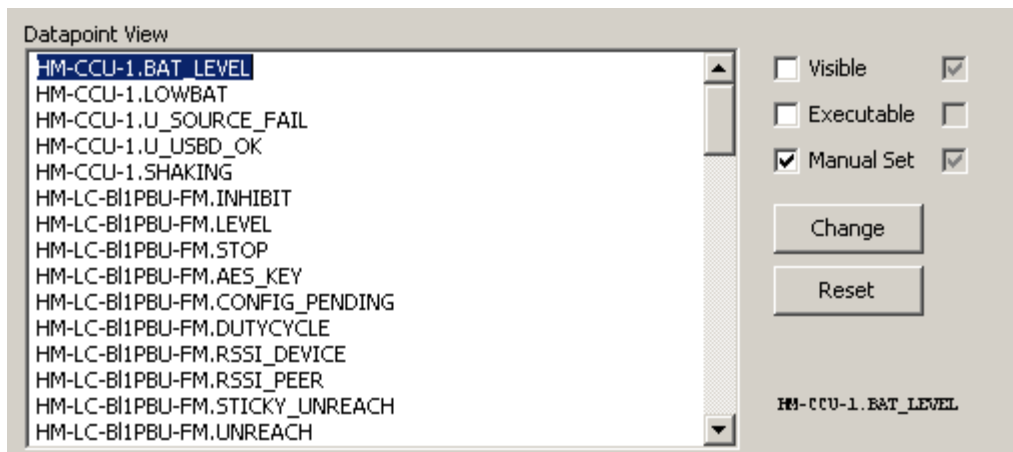 Datapoint View
HM-CCU-1.BAT_LEVEL
HM-CCU-1.LOWBAT
HM-CCU-1.U_SOURCE_FAIL
HM-CCU-1.U_USBD_OK
HM-CCU-1.SHAKING
HM-LC-Bl1PBU-FM.INHIBIT
HM-LC-Bl1PBU-FM.LEVEL
HM-LC-Bl1PBU-FM.STOP
HM-LC-Bl1PBU-FM.AES_KEY
HM-LC-Bl1PBU-FM.CONFIG_PENDING
HM-LC-Bl1PBU-FM.DUTYCYCLE
HM-LC-Bl1PBU-FM.RSSI_DEVICE
HM-LC-Bl1PBU-FM.RSSI_PEER
HM-LC-Bl1PBU-FM.STICKY_UNREACH
HM-LC-Bl1PBU-FM.UNREACH
Visible
Executable
Manual Set
Change
Reset
HM-CCU-1.BAT_LEVEL